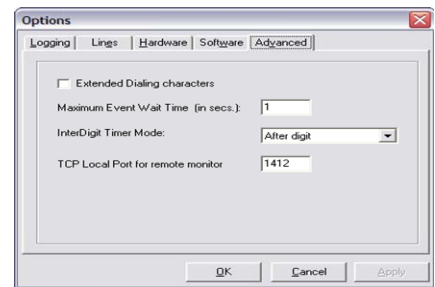 Options
Logging Lines Hardware Software Advanced
Extended Dialing characters
Maximum Event Wait Time (in secs.): 1
InterDigit Timer Mode: After digit
TCP Local Port for remote monitor 1412
OK Cancel Apply